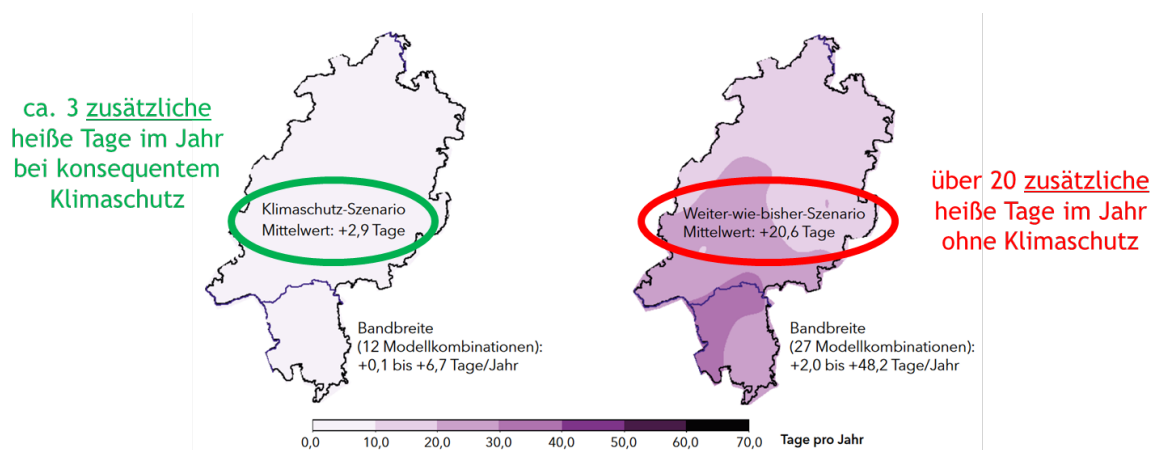 ca. 3 zusätzliche
heiße Tage im Jahr
bei konsequentem
Klimaschutz
Klimaschutz-Szenario
Mittelwert: +2,9 Tage
Bandbreite
(12 Modellkombinationen):
+0,1 bis +6,7 Tage/Jahr
Weiter-wie-bisher-Szenario
Mittelwert: +20,6 Tage
über 20 zusätzliche
heiße Tage im Jahr
ohne Klimaschutz
Bandbreite
(27 Modellkombinationen):
+2,0 bis +48,2 Tage/Jahr
0,0 10,0 20,0 30,0 40,0 50,0 60,0 70,0 Tage pro Jahr